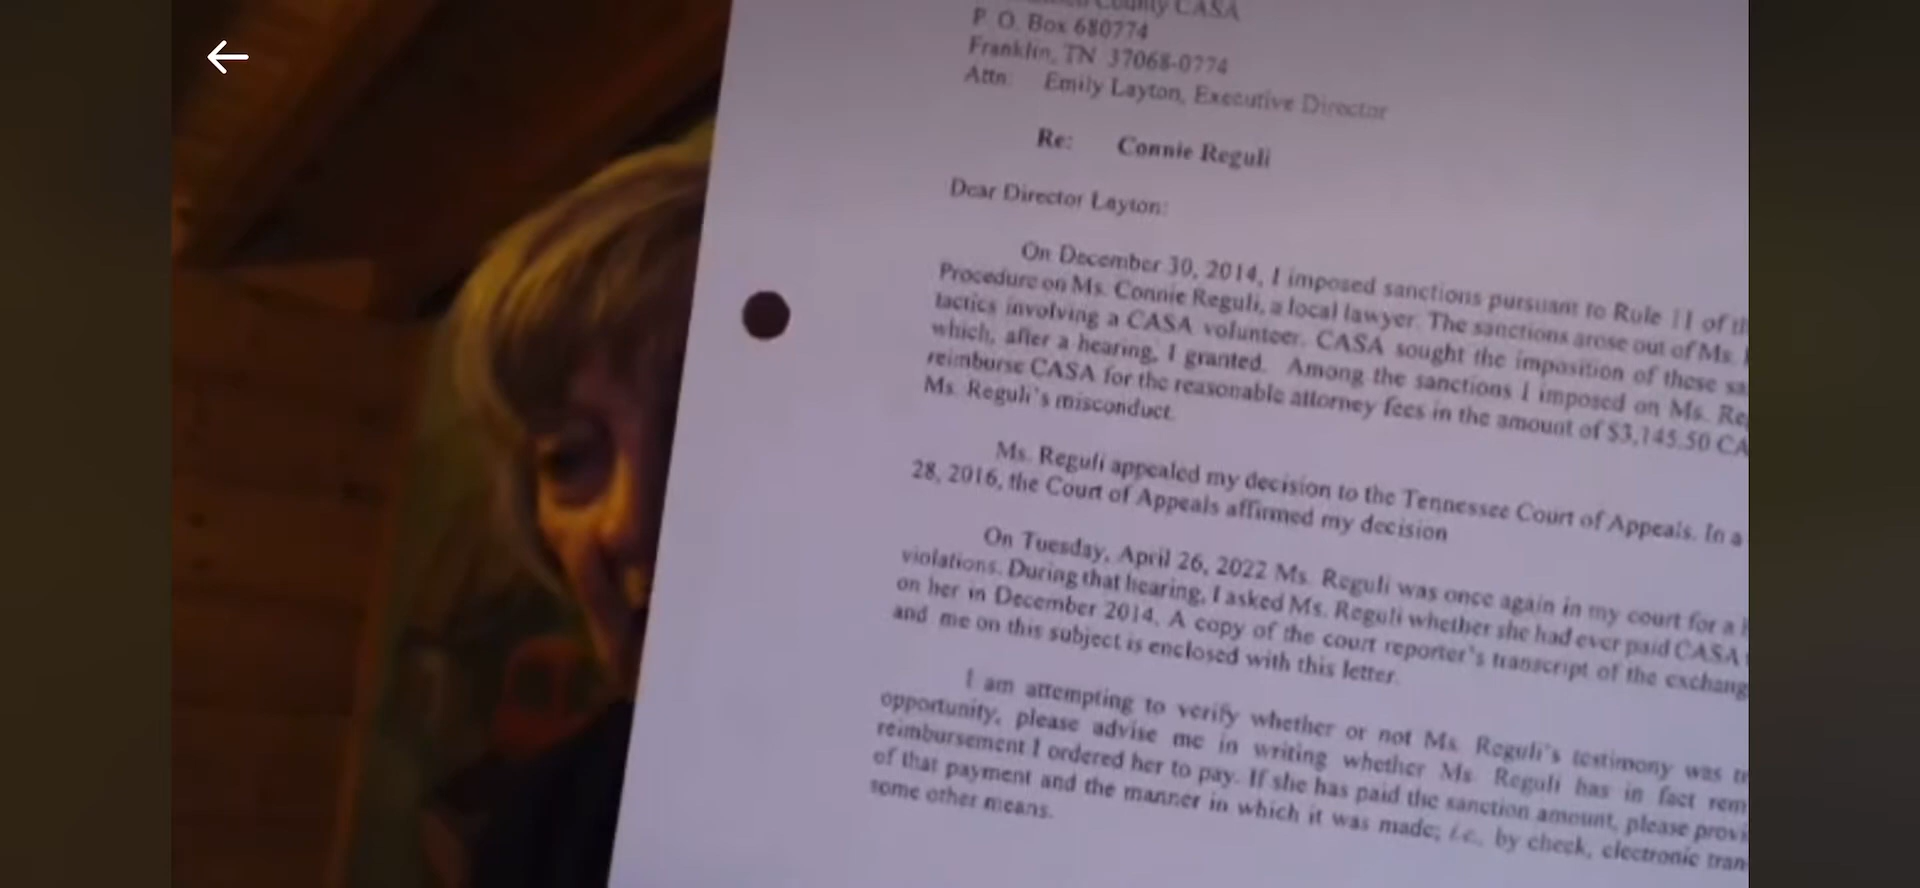 County CASA
P. O. Box 680774
Franklin, TN 37068-0774
Attn: Emily Layton, Executive Director
Re: Connie Reguli
Dear Director Layton:
On December 30, 2014, I imposed sanctions pursuant to Rule 11 of th
Procedure on Ms. Connie Reguli, a local lawyer. The sanctions arose out of Ms.
tactics involving a CASA volunteer. CASA sought the imposition of these sa
which, after a hearing, I granted. Among the sanctions I imposed on Ms. Reg
reimburse CASA for the reasonable attorney fees in the amount of $3,145.50 CA
Ms. Reguli's misconduct.
Ms. Reguli appealed my decision to the Tennessee Court of Appeals. In a
28, 2016, the Court of Appeals affirmed my decision
On Tuesday, April 26, 2022 Ms. Reguli was once again in my court for a
violations. During that hearing, I asked Ms. Reguli whether she had ever paid CASA
on her in December 2014. A copy of the court reporter's transcript of the exchang
and me on this subject is enclosed with this letter.
I am attempting to verify whether or not Ms. Reguli's testimony was tr
opportunity, please advise me in writing whether Ms. Reguli has in fact rem
reimbursement I ordered her to pay. If she has paid the sanction amount, please provi
of that payment and the manner in which it was made; i.e., by check, electronic tran
some other means.